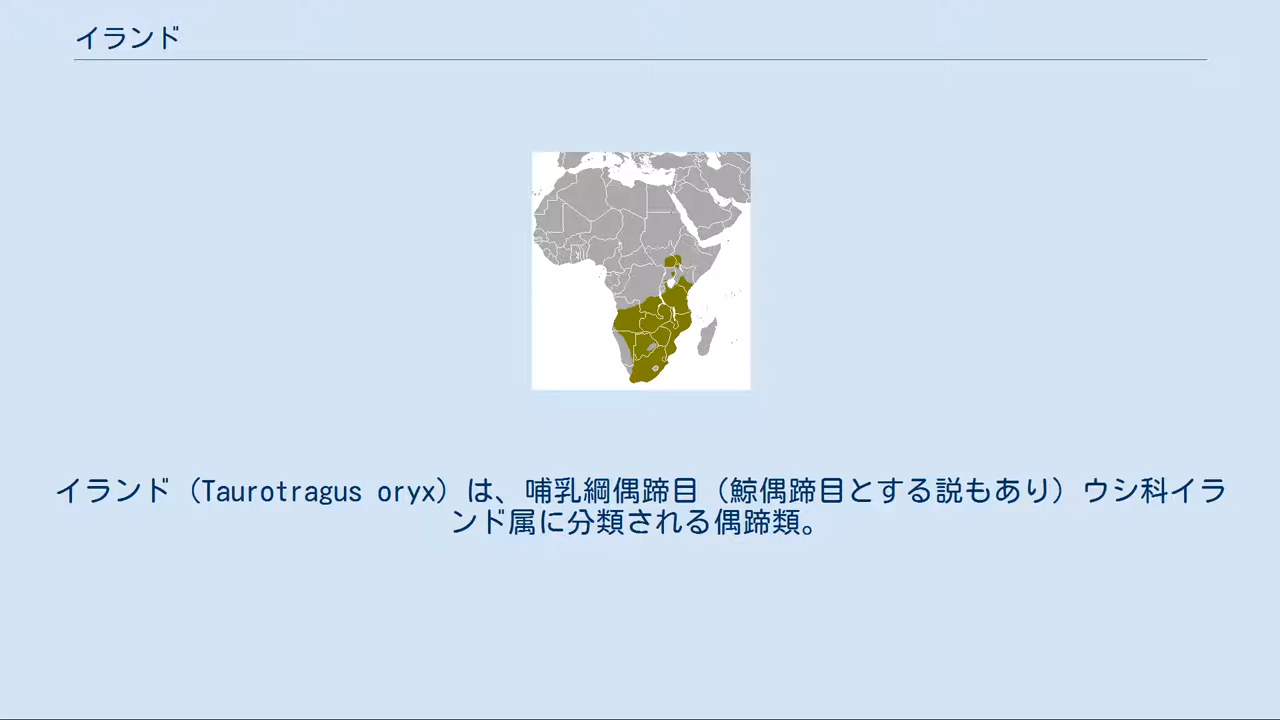 イランド
イランド（Taurotragus oryx）は、哺乳綱偶蹄目（鯨偶蹄目とする説もあり）ウシ科イラ
ンド属に分類される偶蹄類。